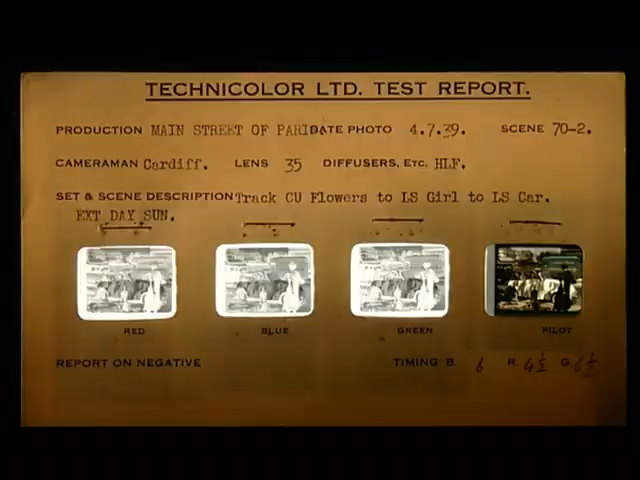 TECHNICOLOR LTD. TEST REPORT.
PRODUCTION MAIN STREET OF PARIS DATE PHOTO 4.7.39. SCENE 70-2.
CAMERAMAN Cardiff. LENS 35 DIFFUSERS, ETC. HLF.
SET & SCENE DESCRIPTION Track CU Flowers to LS Girl to LS Car.
EXT DAY SUN.
RED BLUE GREEN PILOT
REPORT ON NEGATIVE TIMING B. 6 R. 4½ G. 6½